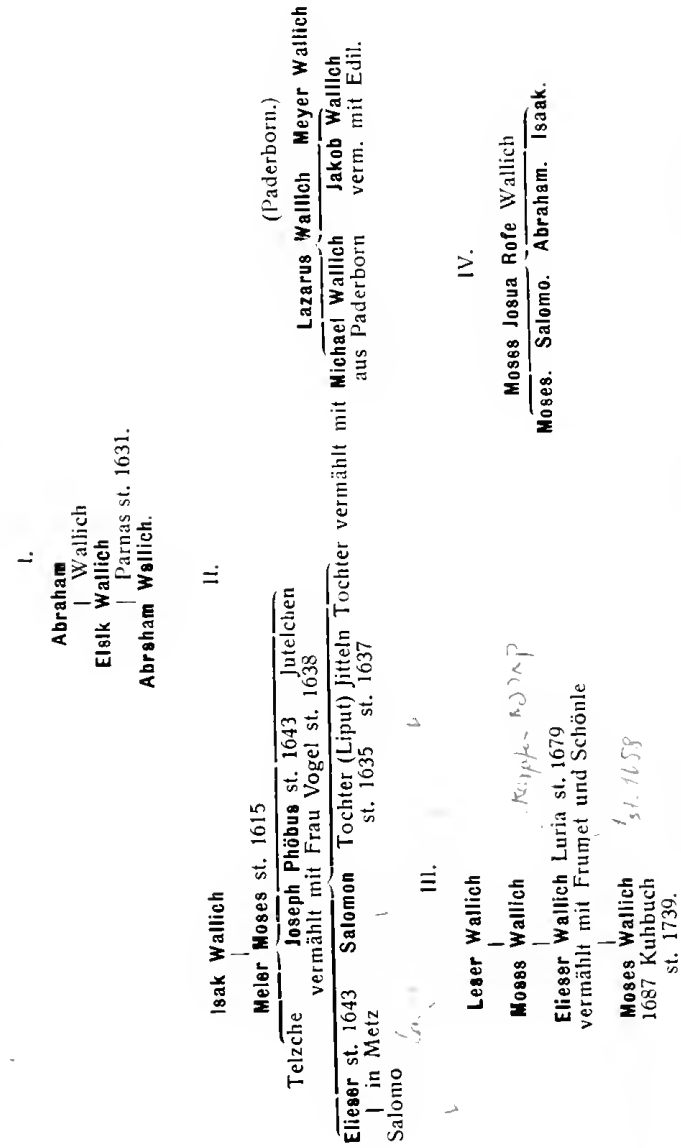 I.
Abraham
| Wallich
Elsik Wallich
| Parnas st. 1631.
Abraham Wallich.
II.
Isak Wallich
Meier Moses st. 1615
Telzche Joseph Phöbus st. 1643 Jutelchen
vermählt mit Frau Vogel st. 1638
(Paderborn.)
Lazarus Wallich Meyer Wallich
Elieser st. 1643 Salomon Tochter (Liput) Jitteln Tochter vermählt mit Michael Wallich Jakob Wallich
| in Metz st. 1635 st. 1637 aus Paderborn verm. mit Edil.
Salomo
III.
Leser Wallich
Moses Wallich
Elieser Wallich Luria st. 1679
vermählt mit Frumet und Schönle
Moses Wallich st. 1658
1687 Kuhbuch
st. 1739.
IV.
Moses Josua Rofe Wallich
Moses. Salomo. Abraham. Isaak.